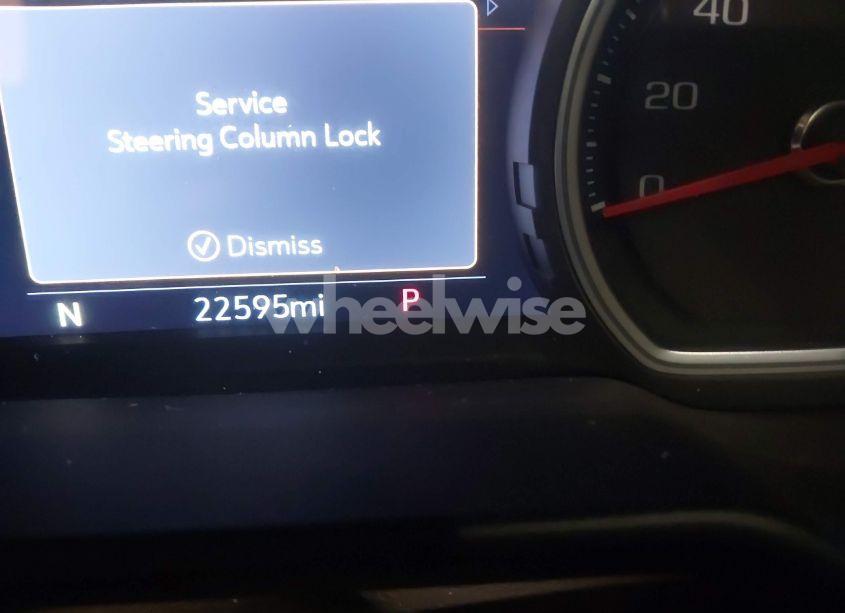 40
20
0
Service
Steering Column Lock
Dismiss
N 22595mi P
wheelwise